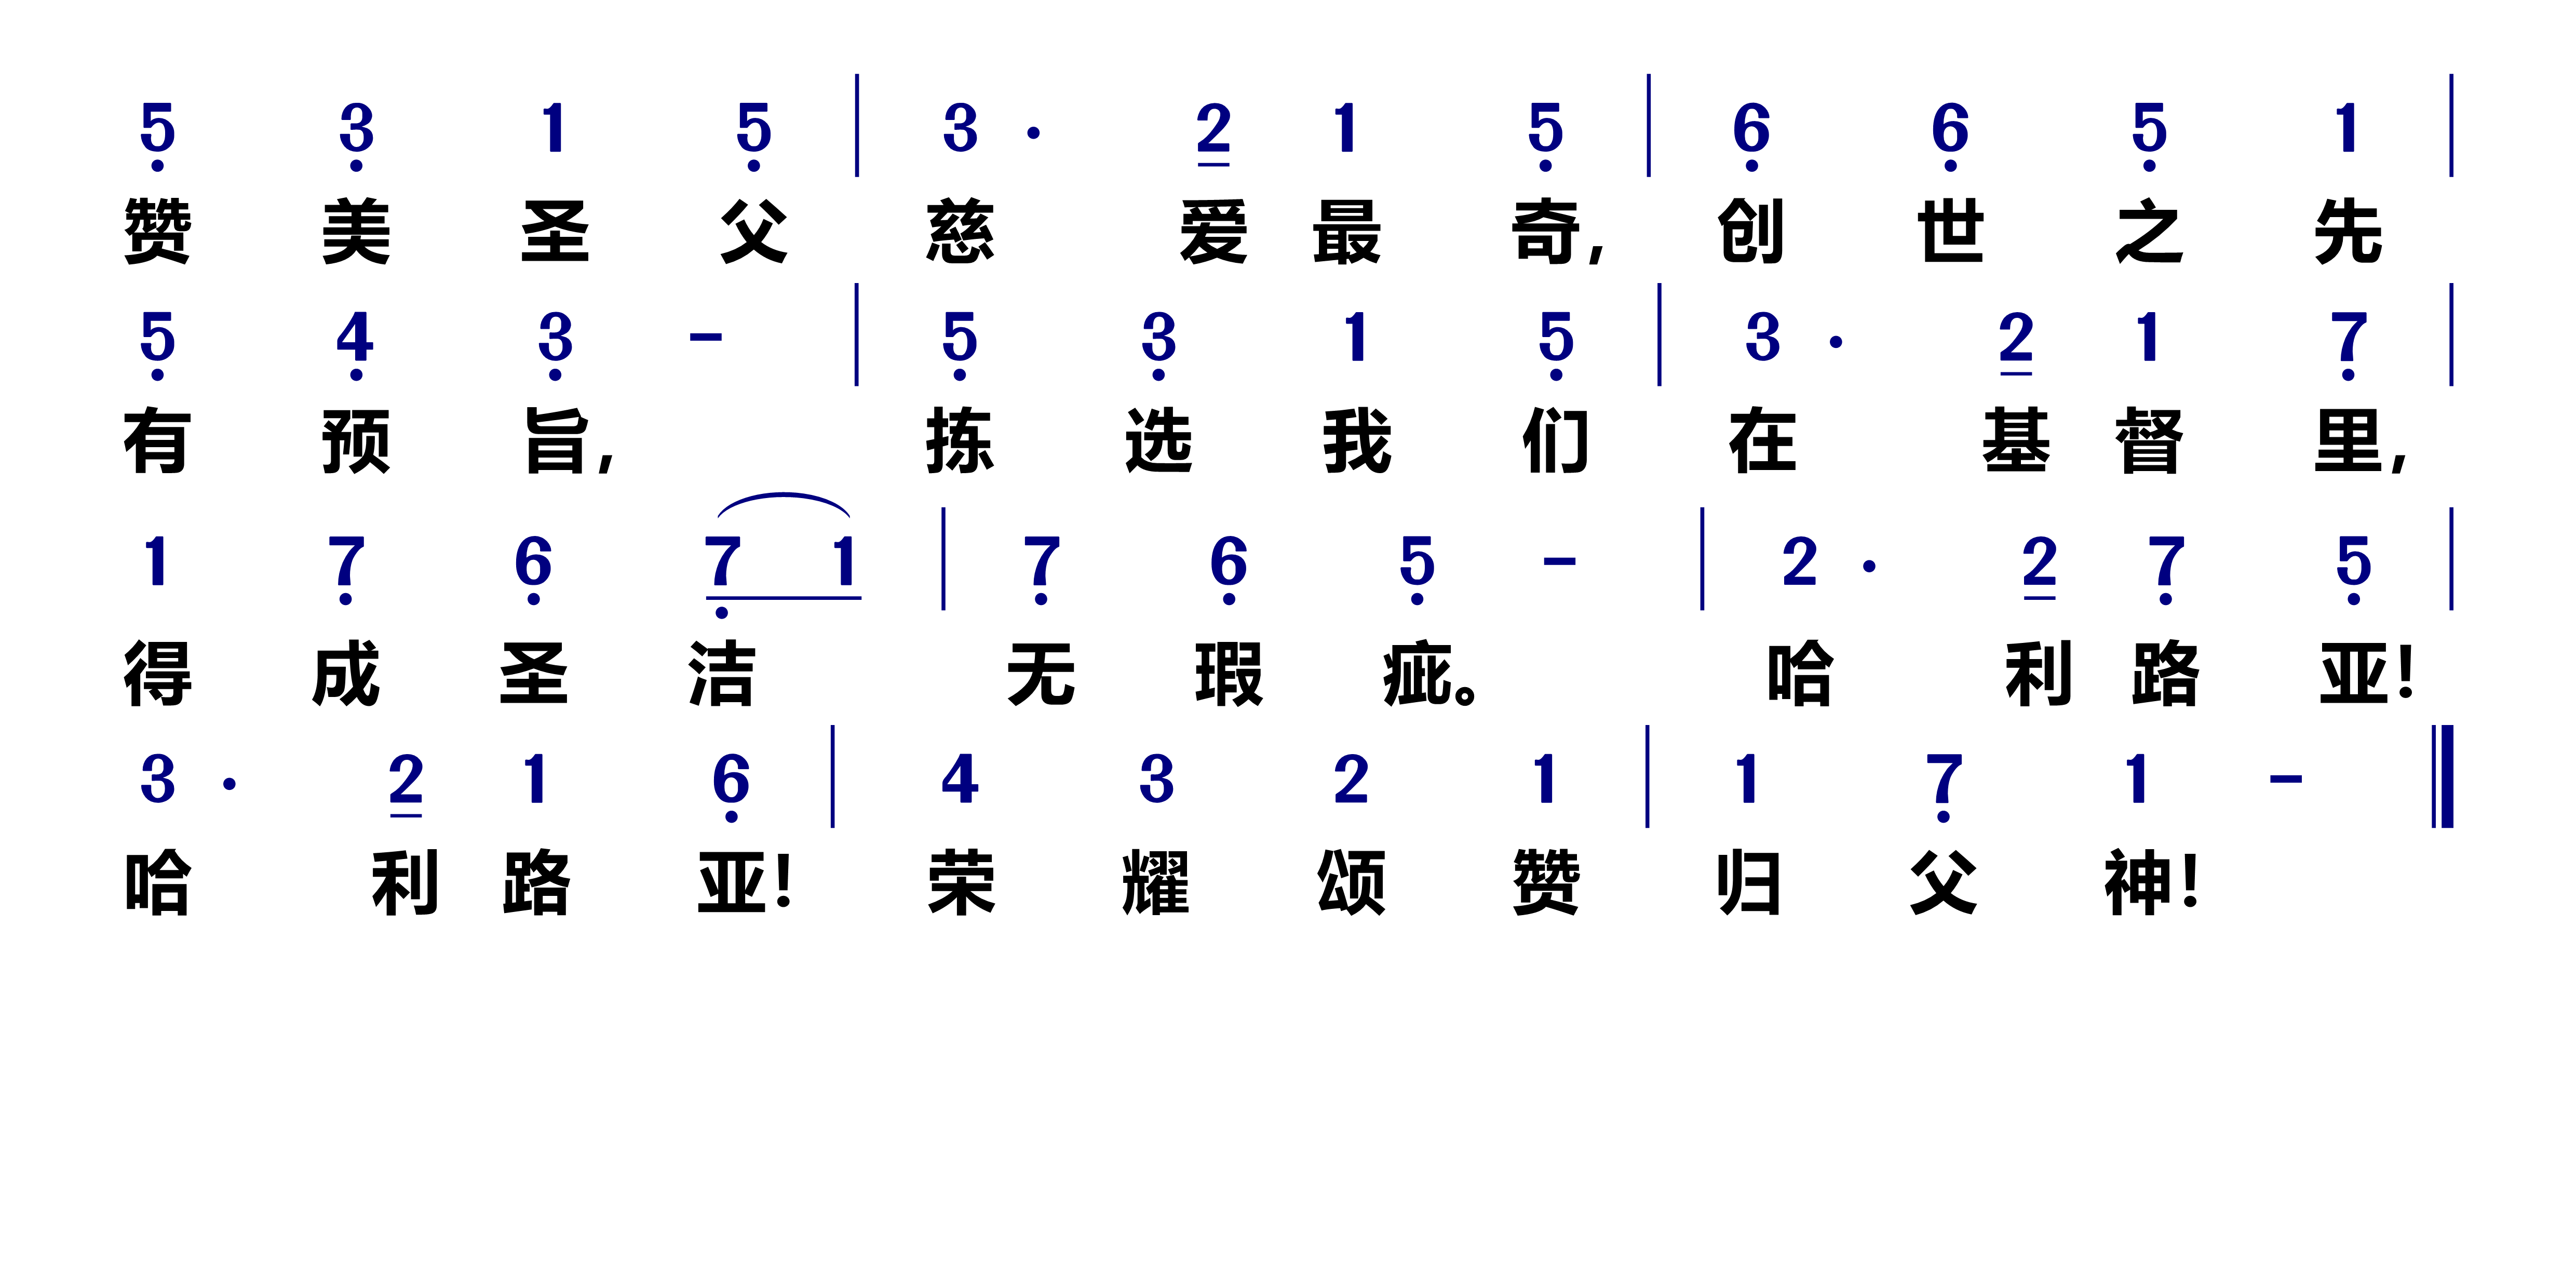 5̣ 3̣ 1 5̣ | 3 · 2̲ 1 5̣ | 6̣ 6̣ 5̣ 1 |
赞 美 圣 父 慈 爱 最 奇, 创 世 之 先
5̣ 4̣ 3̣ - | 5̣ 3̣ 1 5̣ | 3 · 2̲ 1 7̣ |
有 预 旨, 拣 选 我 们 在 基 督 里,
1 7̣ 6̣ 7̣̲ 1̲ | 7̣ 6̣ 5̣ - | 2 · 2̲ 7̣ 5̣ |
得 成 圣 洁 无 瑕 疵。 哈 利 路 亚!
3 · 2̲ 1 6̣ | 4 3 2 1 | 1 7̣ 1 - ‖
哈 利 路 亚! 荣 耀 颂 赞 归 父 神!